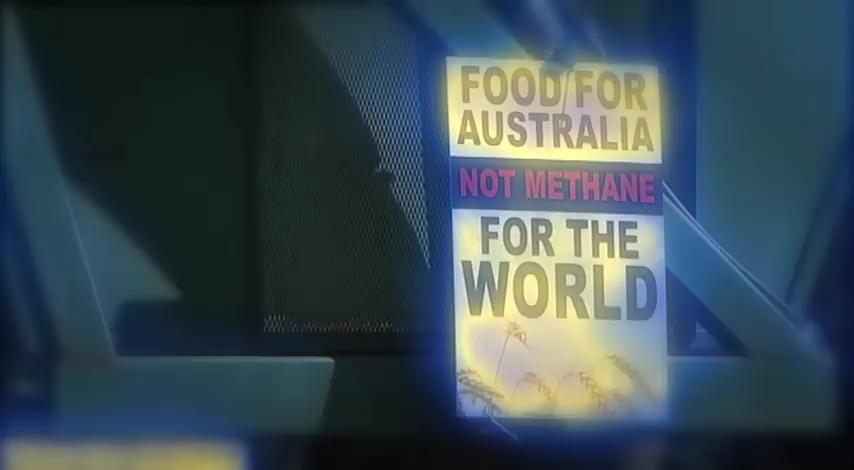 FOOD FOR
AUSTRALIA
NOT METHANE
FOR THE
WORLD